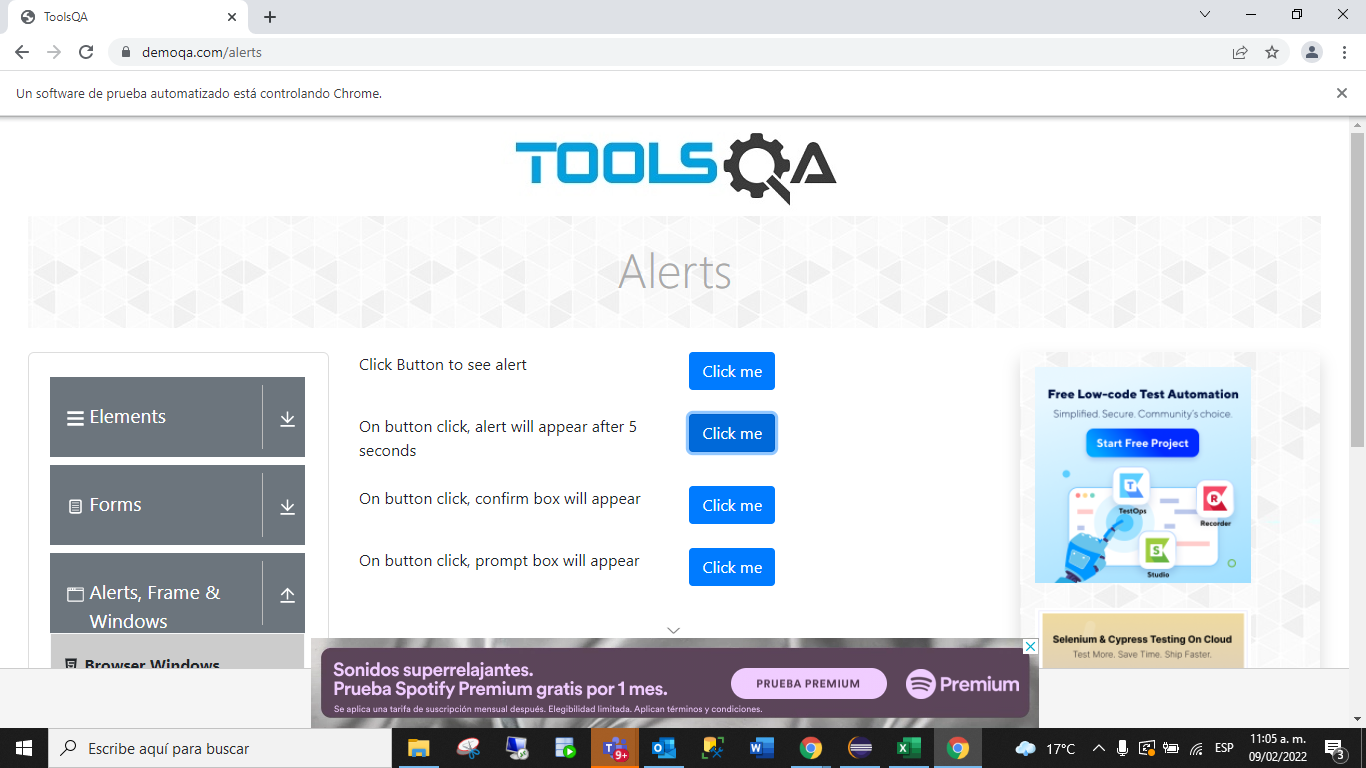 ToolsQA
demoqa.com/alerts
Un software de prueba automatizado está controlando Chrome.
TOOLSQA
Alerts
Elements
Forms
Alerts, Frame &
Windows
Browser Windows
Click Button to see alert
Click me
On button click, alert will appear after 5
seconds
Click me
On button click, confirm box will appear
Click me
On button click, prompt box will appear
Click me
Free Low-code Test Automation
Simplified. Secure. Community's choice.
Start Free Project
TestOps
Recorder
Studio
Selenium & Cypress Testing On Cloud
Test More. Save Time. Ship Faster.
Sonidos superrelajantes.
Prueba Spotify Premium gratis por 1 mes.
Se aplica una tarifa de suscripción mensual después. Elegibilidad limitada. Aplican términos y condiciones.
PRUEBA PREMIUM
Premium
Escribe aquí para buscar
9+
17°C
ESP
11:05 a. m.
09/02/2022
3